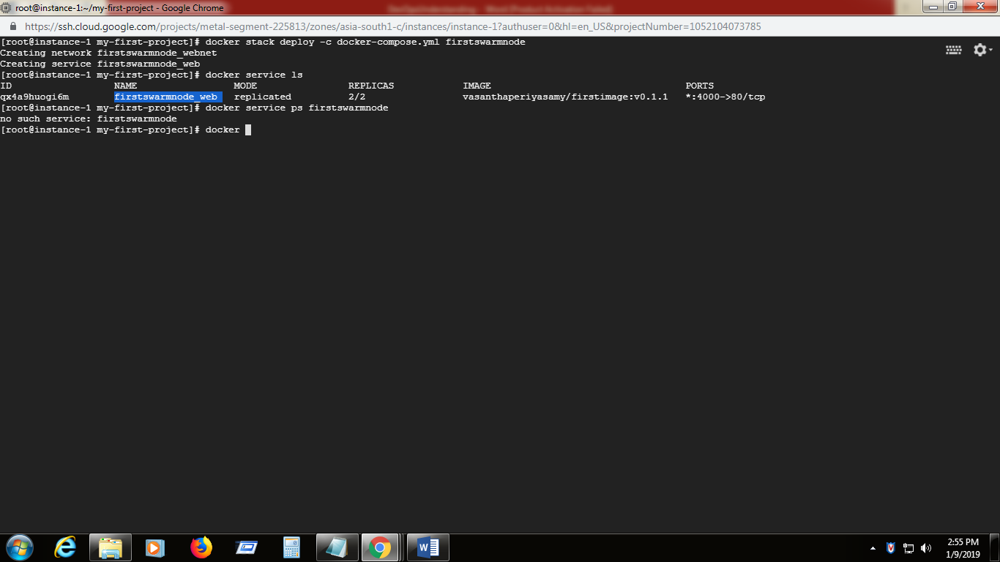 root@instance-1:~/my-first-project - Google Chrome
https://ssh.cloud.google.com/projects/metal-segment-225813/zones/asia-south1-c/instances/instance-1?authuser=0&hl=en_US&projectNumber=1052104073785
[root@instance-1 my-first-project]# docker stack deploy -c docker-compose.yml firstswarmnode
Creating network firstswarmnode_webnet
Creating service firstswarmnode_web
[root@instance-1 my-first-project]# docker service ls
ID NAME MODE REPLICAS IMAGE PORTS
qx4a9huogi6m firstswarmnode_web replicated 2/2 vasanthaperiyasamy/firstimage:v0.1.1 *:4000->80/tcp
[root@instance-1 my-first-project]# docker service ps firstswarmnode
no such service: firstswarmnode
[root@instance-1 my-first-project]# docker
2:55 PM
1/9/2019